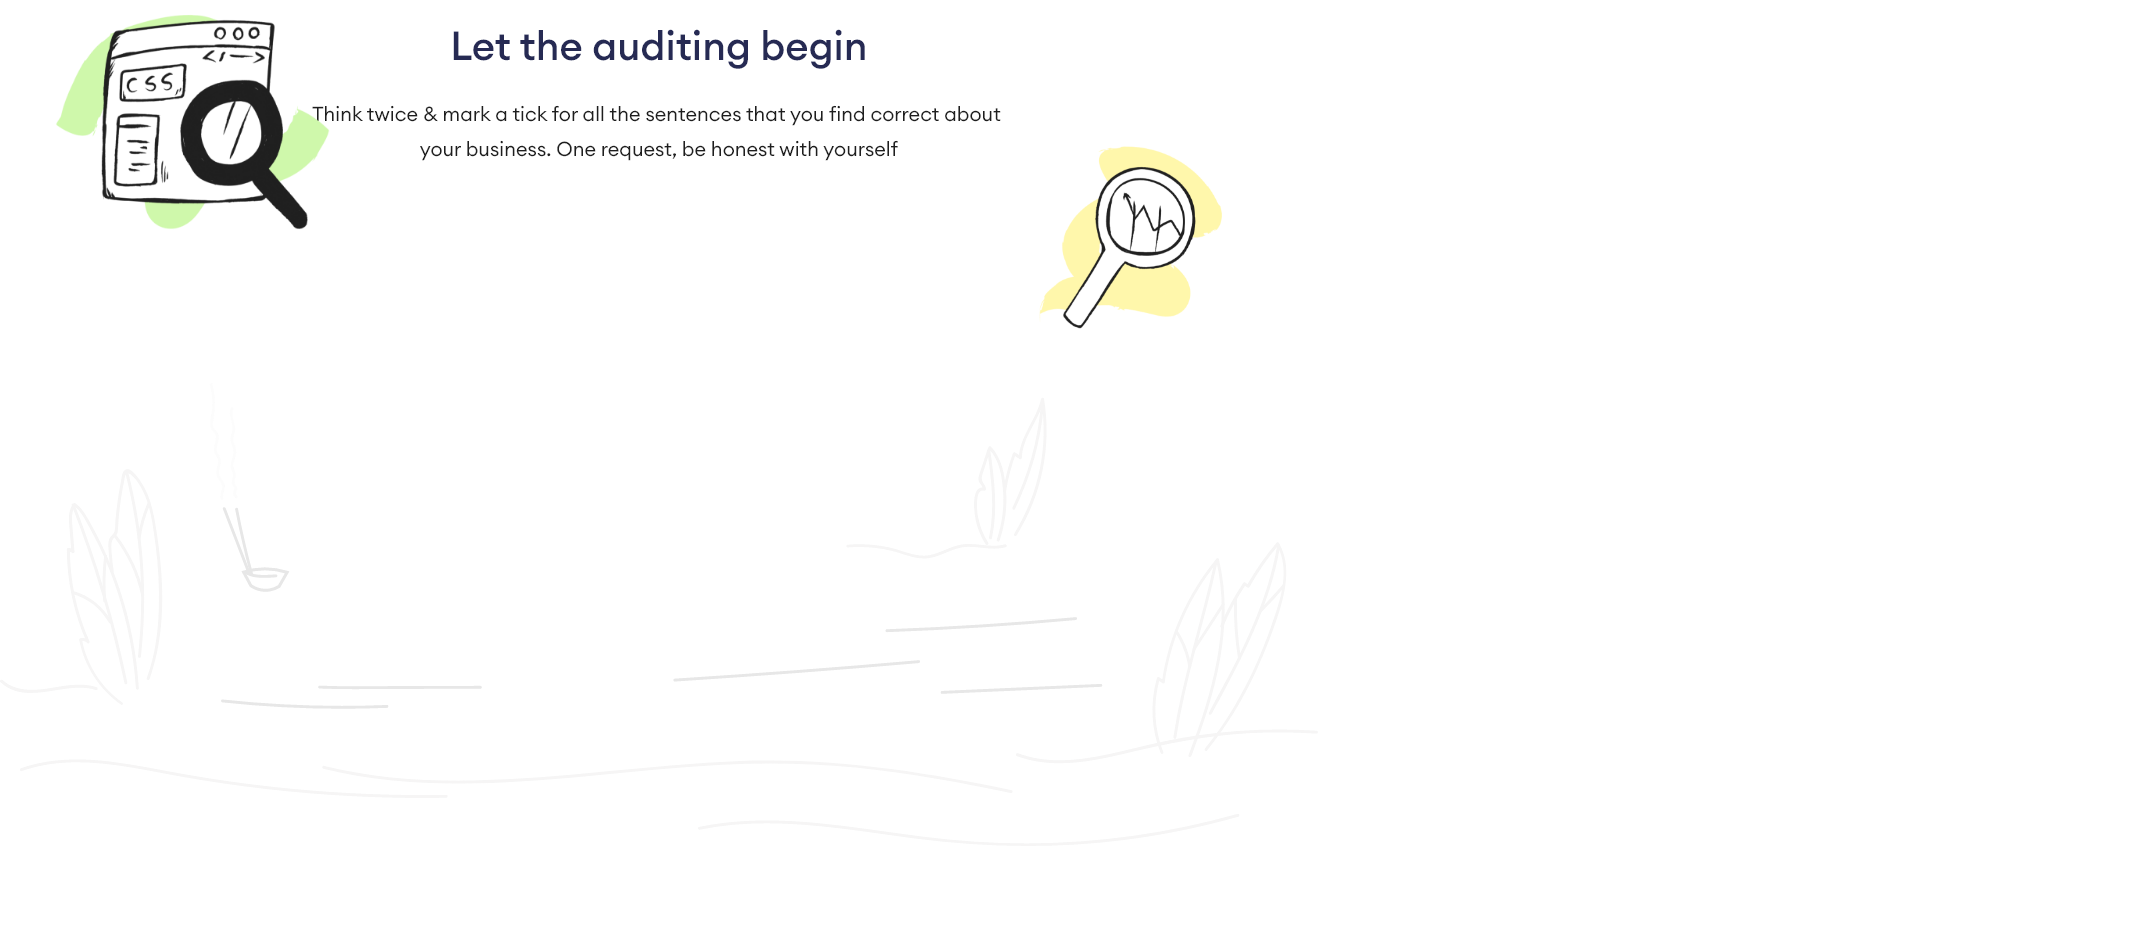 Let the auditing begin
CSS
Think twice & mark a tick for all the sentences that you find correct about
your business. One request, be honest with yourself